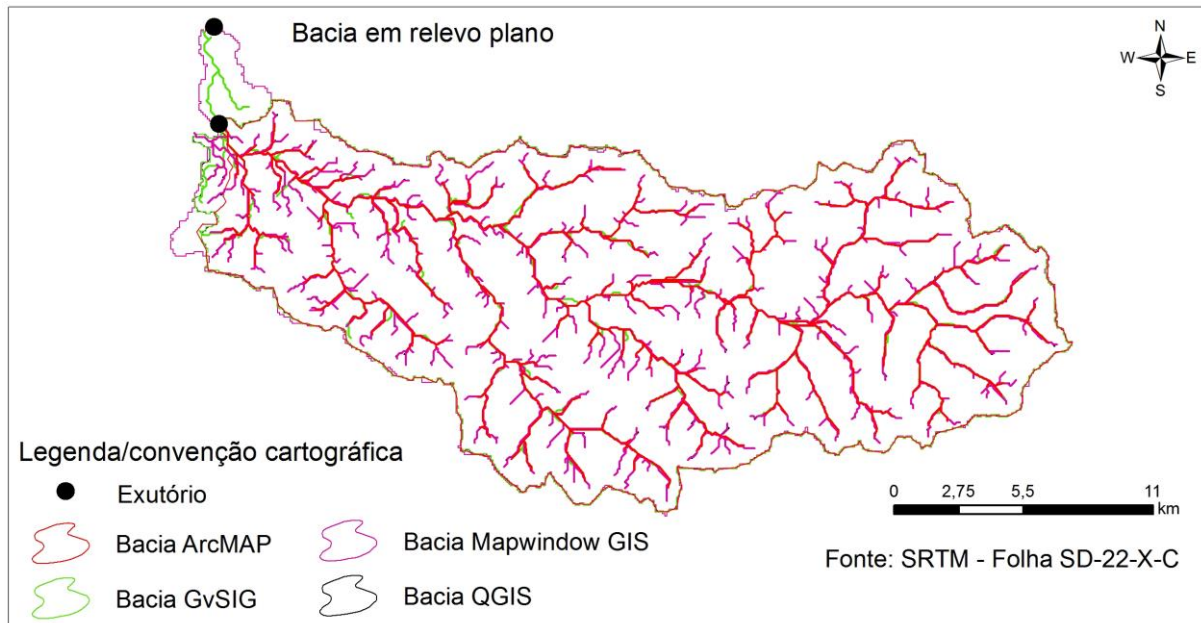 Bacia em relevo plano
N
W E
S
Legenda/convenção cartográfica
Exutório
Bacia ArcMAP
Bacia Mapwindow GIS
Bacia GvSIG
Bacia QGIS
0 2,75 5,5 11
km
Fonte: SRTM - Folha SD-22-X-C